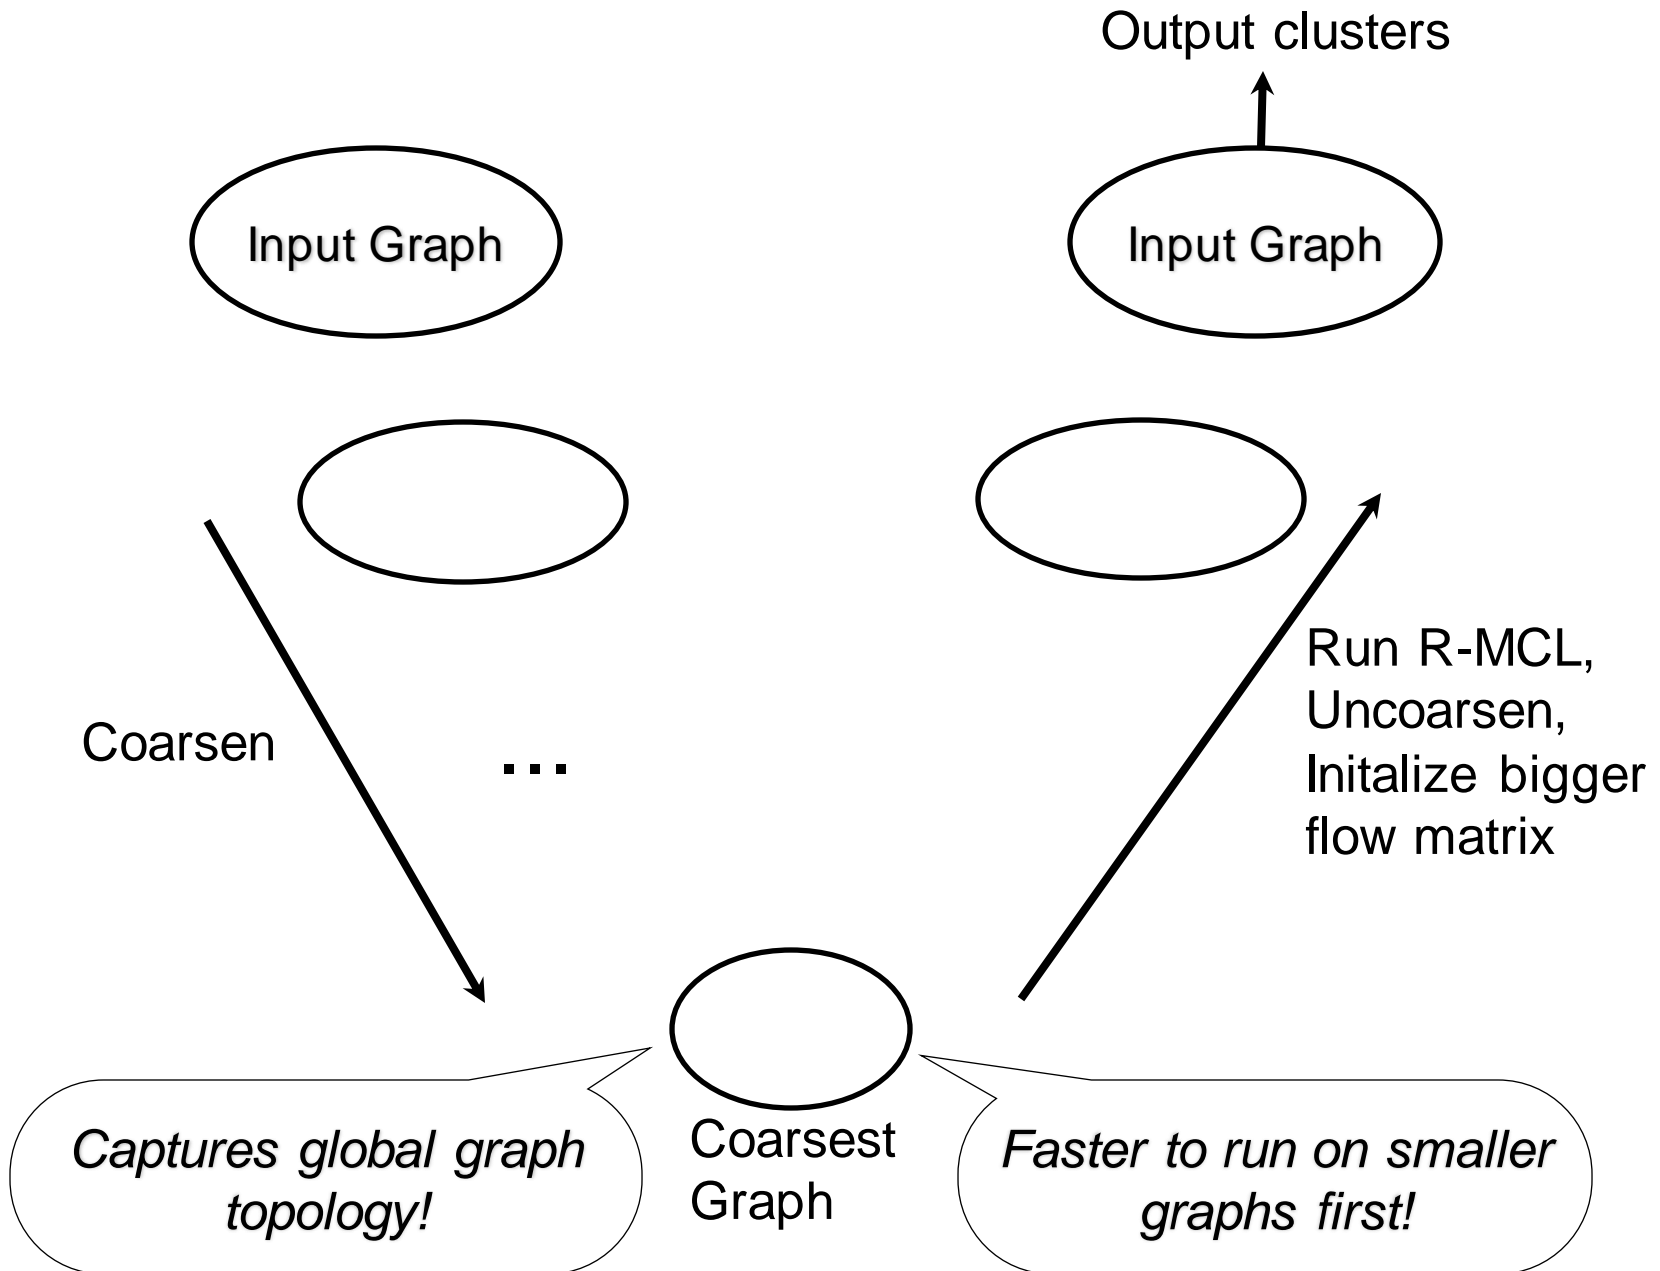 Output clusters
Input Graph
Input Graph
Coarsen
...
Run R-MCL,
Uncoarsen,
Initalize bigger
flow matrix
Captures global graph
topology!
Coarsest
Graph
Faster to run on smaller
graphs first!